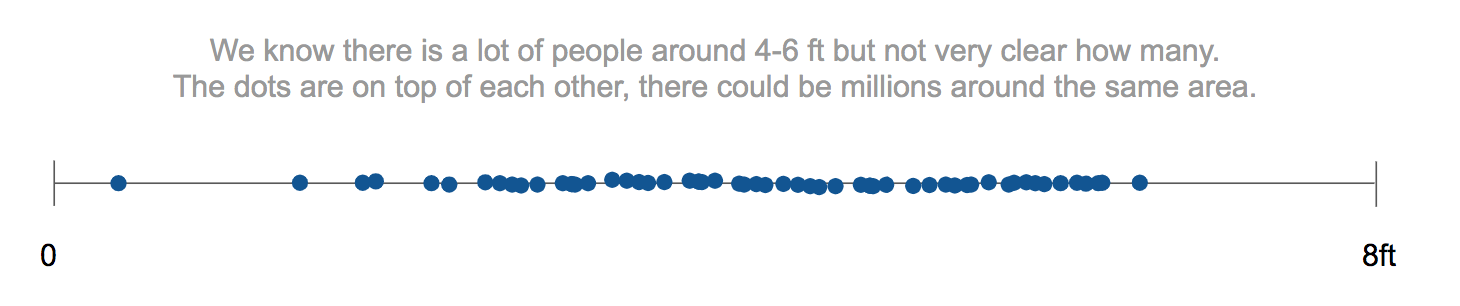 We know there is a lot of people around 4-6 ft but not very clear how many.
The dots are on top of each other, there could be millions around the same area.
0
8ft